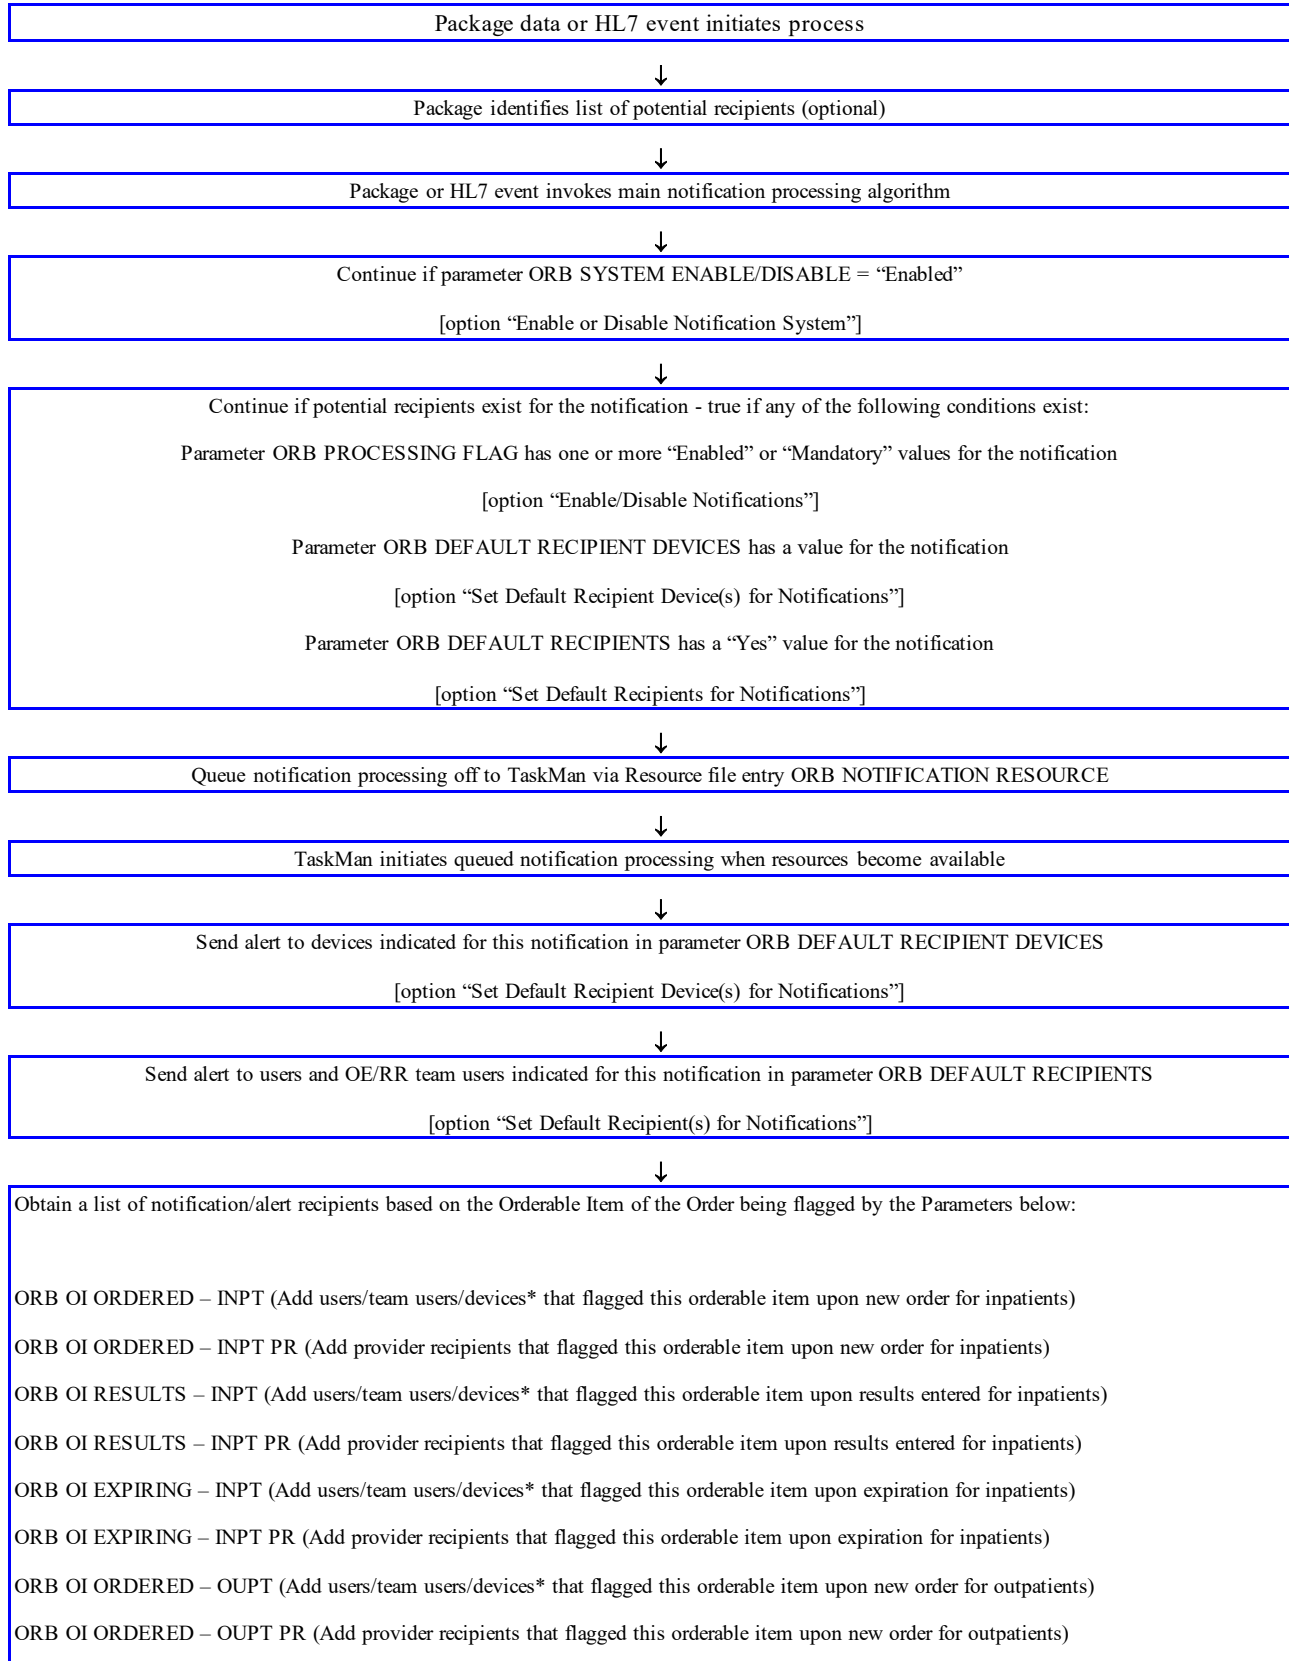 Package data or HL7 event initiates process
↓
Package identifies list of potential recipients (optional)
↓
Package or HL7 event invokes main notification processing algorithm
↓
Continue if parameter ORB SYSTEM ENABLE/DISABLE = “Enabled”
[option “Enable or Disable Notification System”]
↓
Continue if potential recipients exist for the notification - true if any of the following conditions exist:
Parameter ORB PROCESSING FLAG has one or more “Enabled” or “Mandatory” values for the notification
[option “Enable/Disable Notifications”]
Parameter ORB DEFAULT RECIPIENT DEVICES has a value for the notification
[option “Set Default Recipient Device(s) for Notifications”]
Parameter ORB DEFAULT RECIPIENTS has a “Yes” value for the notification
[option “Set Default Recipients for Notifications”]
↓
Queue notification processing off to TaskMan via Resource file entry ORB NOTIFICATION RESOURCE
↓
TaskMan initiates queued notification processing when resources become available
↓
Send alert to devices indicated for this notification in parameter ORB DEFAULT RECIPIENT DEVICES
[option “Set Default Recipient Device(s) for Notifications”]
↓
Send alert to users and OE/RR team users indicated for this notification in parameter ORB DEFAULT RECIPIENTS
[option “Set Default Recipient(s) for Notifications”]
↓
Obtain a list of notification/alert recipients based on the Orderable Item of the Order being flagged by the Parameters below:
ORB OI ORDERED – INPT (Add users/team users/devices* that flagged this orderable item upon new order for inpatients)
ORB OI ORDERED – INPT PR (Add provider recipients that flagged this orderable item upon new order for inpatients)
ORB OI RESULTS – INPT (Add users/team users/devices* that flagged this orderable item upon results entered for inpatients)
ORB OI RESULTS – INPT PR (Add provider recipients that flagged this orderable item upon results entered for inpatients)
ORB OI EXPIRING – INPT (Add users/team users/devices* that flagged this orderable item upon expiration for inpatients)
ORB OI EXPIRING – INPT PR (Add provider recipients that flagged this orderable item upon expiration for inpatients)
ORB OI ORDERED – OUPT (Add users/team users/devices* that flagged this orderable item upon new order for outpatients)
ORB OI ORDERED – OUPT PR (Add provider recipients that flagged this orderable item upon new order for outpatients)